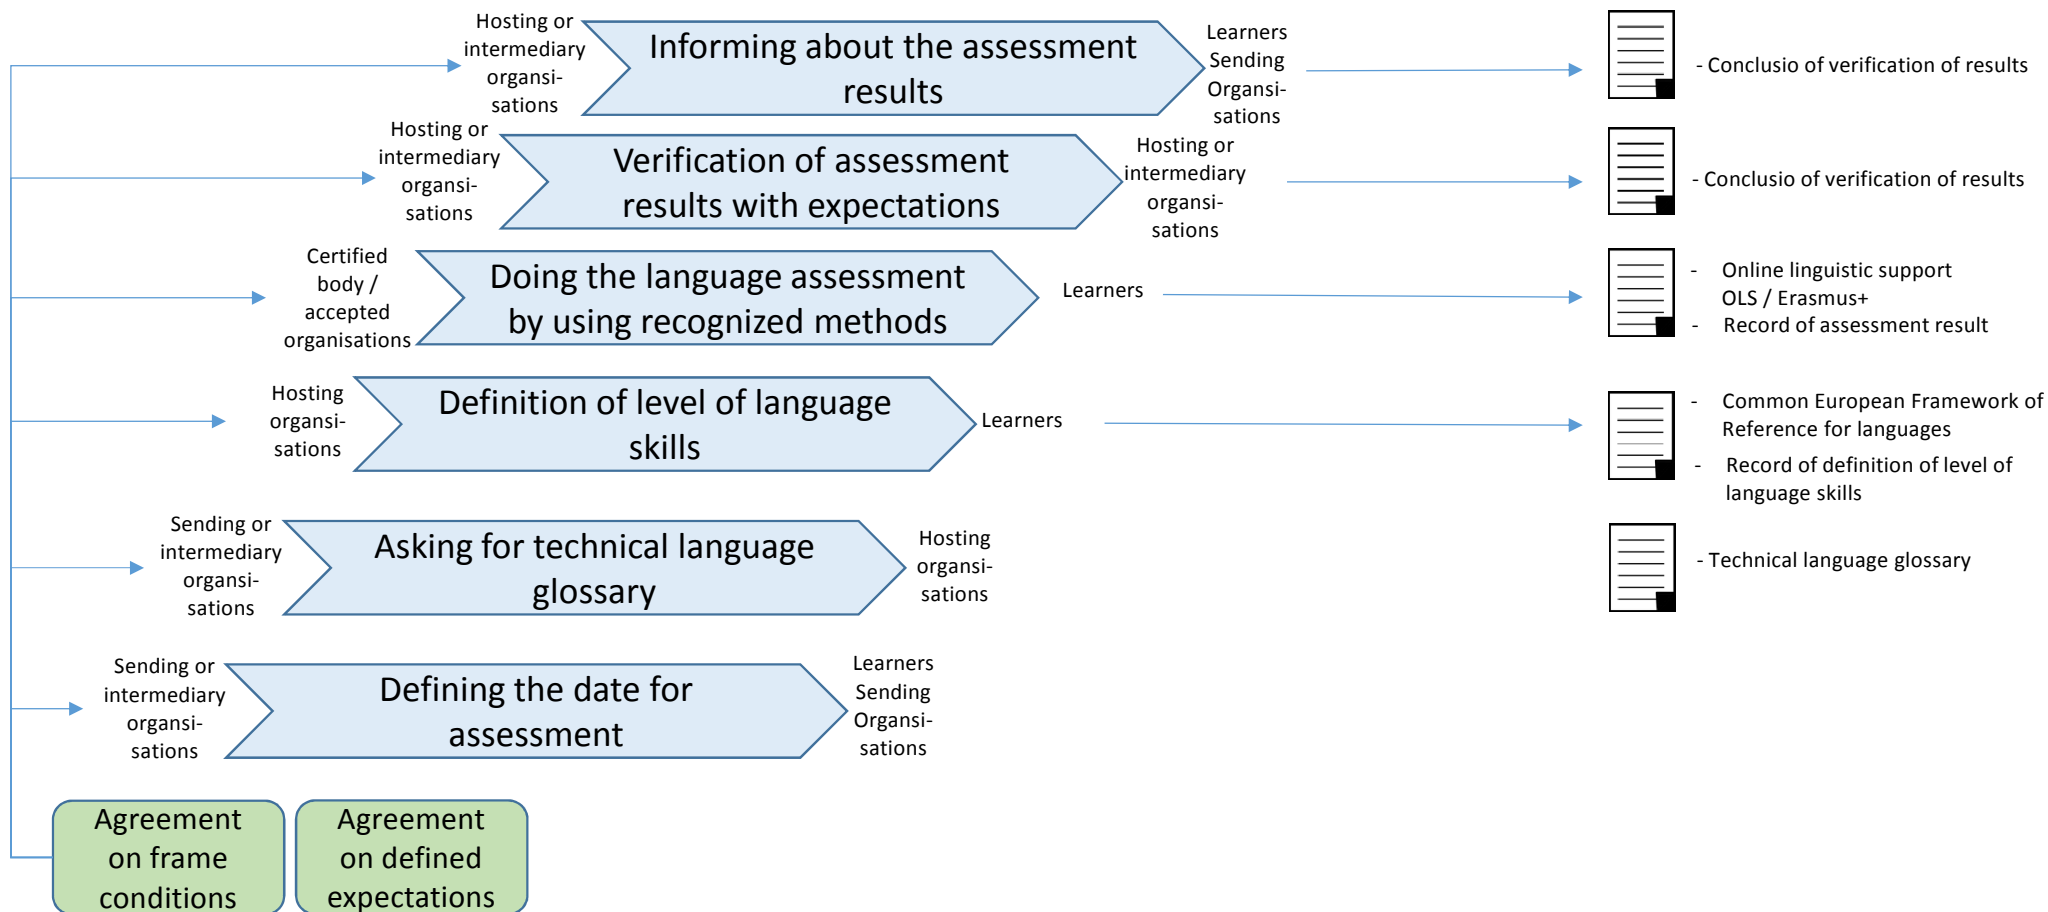 Hosting or
intermediary
organsi-
sations
Informing about the assessment
results
Learners
Sending
Organsi-
sations
- Conclusio of verification of results
Hosting or
intermediary
organsi-
sations
Verification of assessment
results with expectations
Hosting or
intermediary
organsi-
sations
- Conclusio of verification of results
Certified
body /
accepted
organisations
Doing the language assessment
by using recognized methods
Learners
- Online linguistic support
OLS / Erasmus+
- Record of assessment result
Hosting
organsi-
sations
Definition of level of language
skills
Learners
- Common European Framework of
Reference for languages
- Record of definition of level of
language skills
Sending or
intermediary
organsi-
sations
Asking for technical language
glossary
Hosting
organsi-
sations
- Technical language glossary
Sending or
intermediary
organsi-
sations
Defining the date for
assessment
Learners
Sending
Organsi-
sations
Agreement
on frame
conditions
Agreement
on defined
expectations